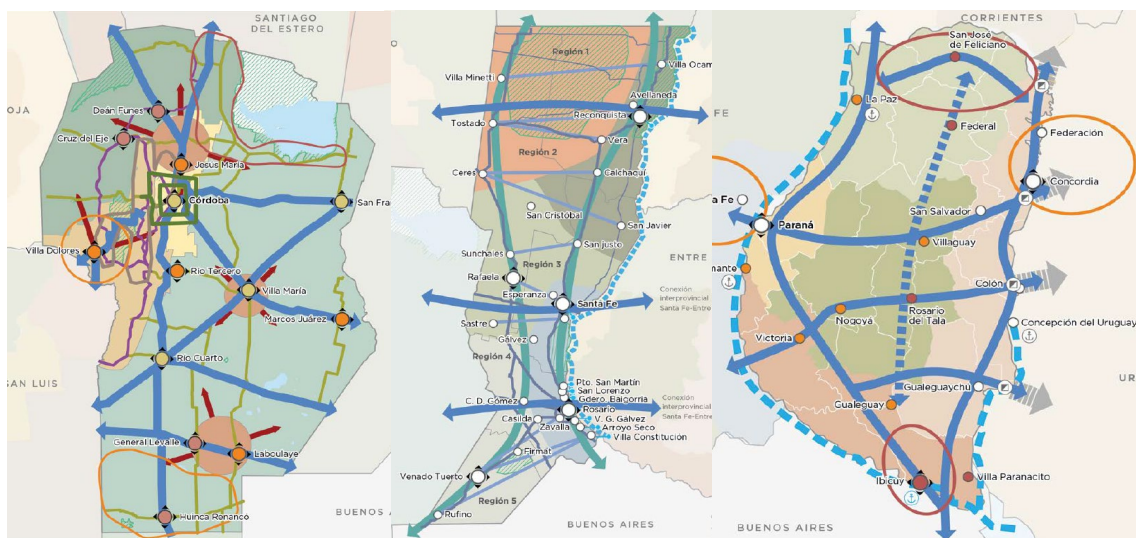 SANTIAGO
DEL ESTERO
OJA
Deán Funes
Cruz del Eje
Jesús María
Córdoba
San Fra
Villa Dolores
Río Tercero
Villa María
Marcos Juárez
Río Cuarto
SAN LUIS
General Levalle
Laboulaye
Huinca Renancó
BUENOS A
Región 1
Villa Minetti
Villa Ocam
Avellaneda
Reconquista
Tostado
Vera
Región 2
Ceres
Calchaquí
San Cristobal
San Javier
Sunchales
San justo
Región 3
Rafaela
Esperanza
Santa Fe
Sastre
Gálvez
Región 4
ENTRE
Conexión
interprovincial
Santa Fe-Entre
Pto. San Martín
San Lorenzo
Gdero. Baigorria
C. D. Gómez
Rosario
Casilda
V. G. Gálvez
Zavalla
Arroyo Seco
Villa Constitución
Firmat
Conexión
interprovincial
Santa Fe-Entre
Venado Tuerto
Región 5
Rufino
BUENOS AIRES
CORRIENTES
San José
de Feliciano
La Paz
FE
Federal
Federación
Concordia
a Fe
Paraná
San Salvador
Villaguay
mante
Colón
Nogoyá
Rosario
del Tala
Concepción del Uruguay
Victoria
UR
Gualeguaychú
Gualeguay
Ibicuy
Villa Paranacito
BUENOS AIRES